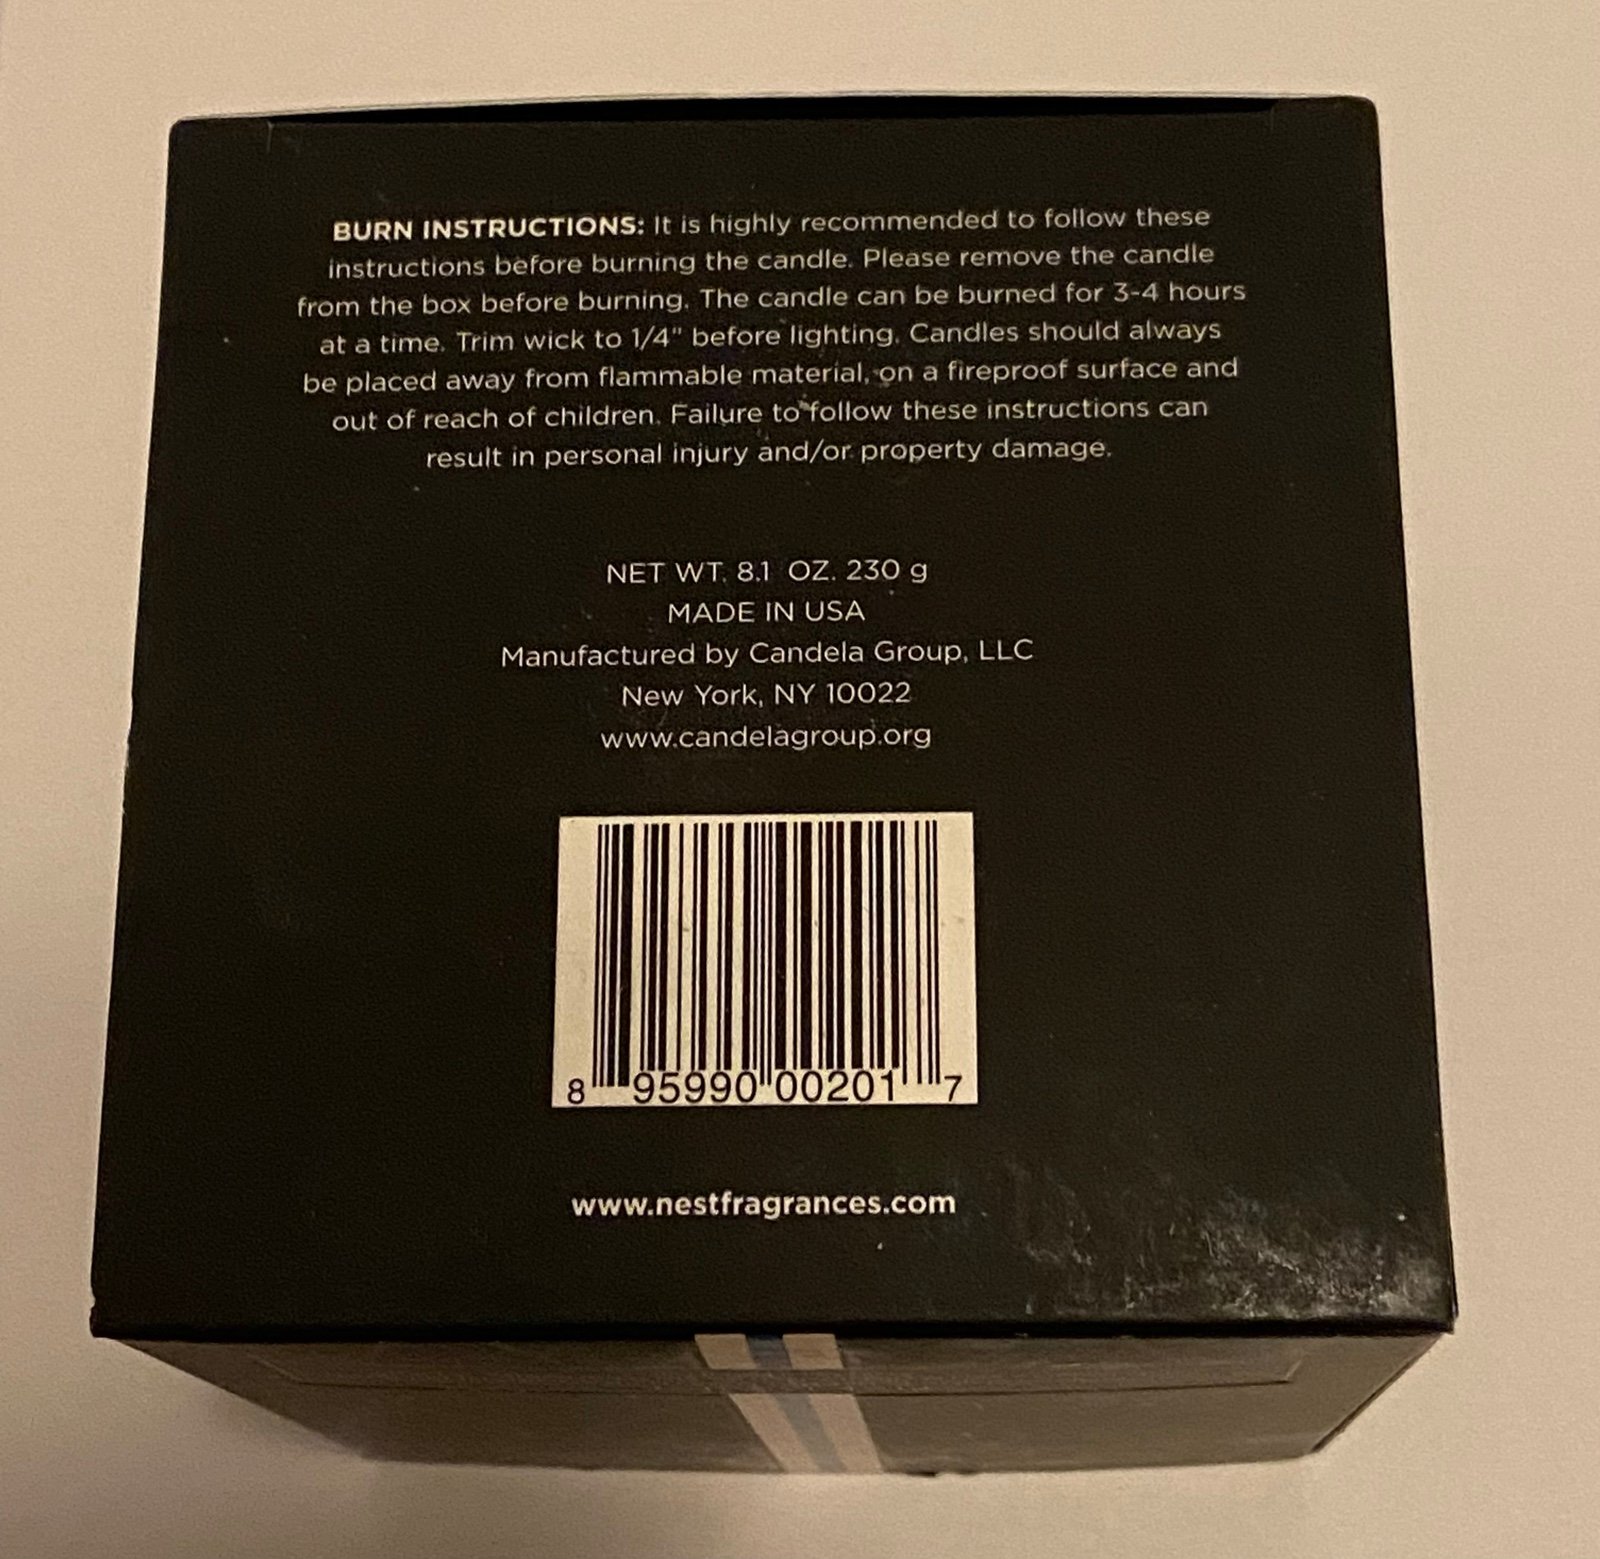 BURN INSTRUCTIONS: It is highly recommended to follow these
instructions before burning the candle. Please remove the candle
from the box before burning. The candle can be burned for 3-4 hours
at a time. Trim wick to 1/4" before lighting. Candles should always
be placed away from flammable material, on a fireproof surface and
out of reach of children. Failure to follow these instructions can
result in personal injury and/or property damage.
NET WT. 8.1 OZ. 230 g
MADE IN USA
Manufactured by Candela Group, LLC
New York, NY 10022
www.candelagroup.org
8 95990 00201 7
www.nestfragrances.com